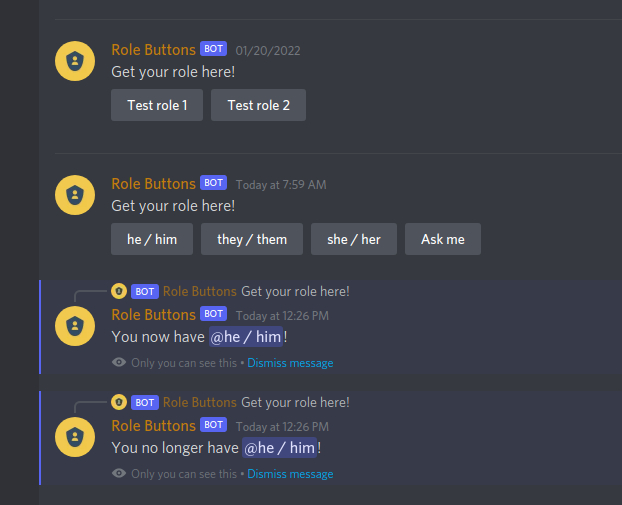 Role Buttons BOT 01/20/2022
Get your role here!
Test role 1 Test role 2
Role Buttons BOT Today at 7:59 AM
Get your role here!
he / him they / them she / her Ask me
BOT Role Buttons Get your role here!
Role Buttons BOT Today at 12:26 PM
You now have @he / him!
Only you can see this • Dismiss message
BOT Role Buttons Get your role here!
Role Buttons BOT Today at 12:26 PM
You no longer have @he / him!
Only you can see this • Dismiss message